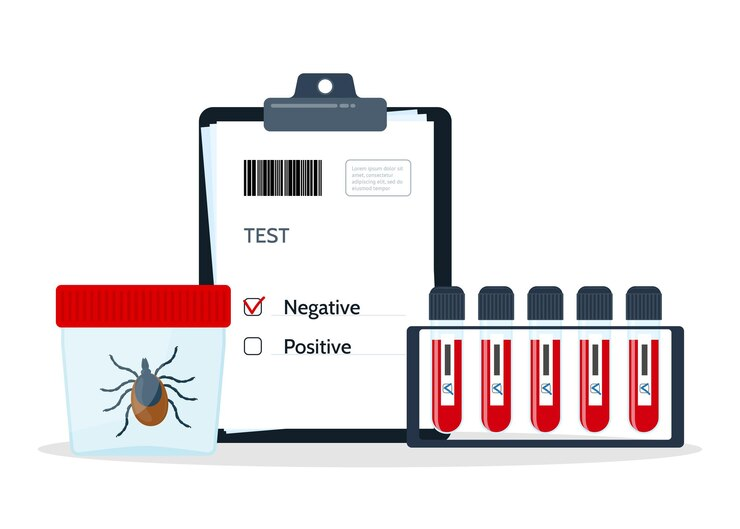 Lorem ipsum dolor sit
amet, consectetur
adipiscing elit, sed do
eiusmod tempor
TEST
Negative
Positive